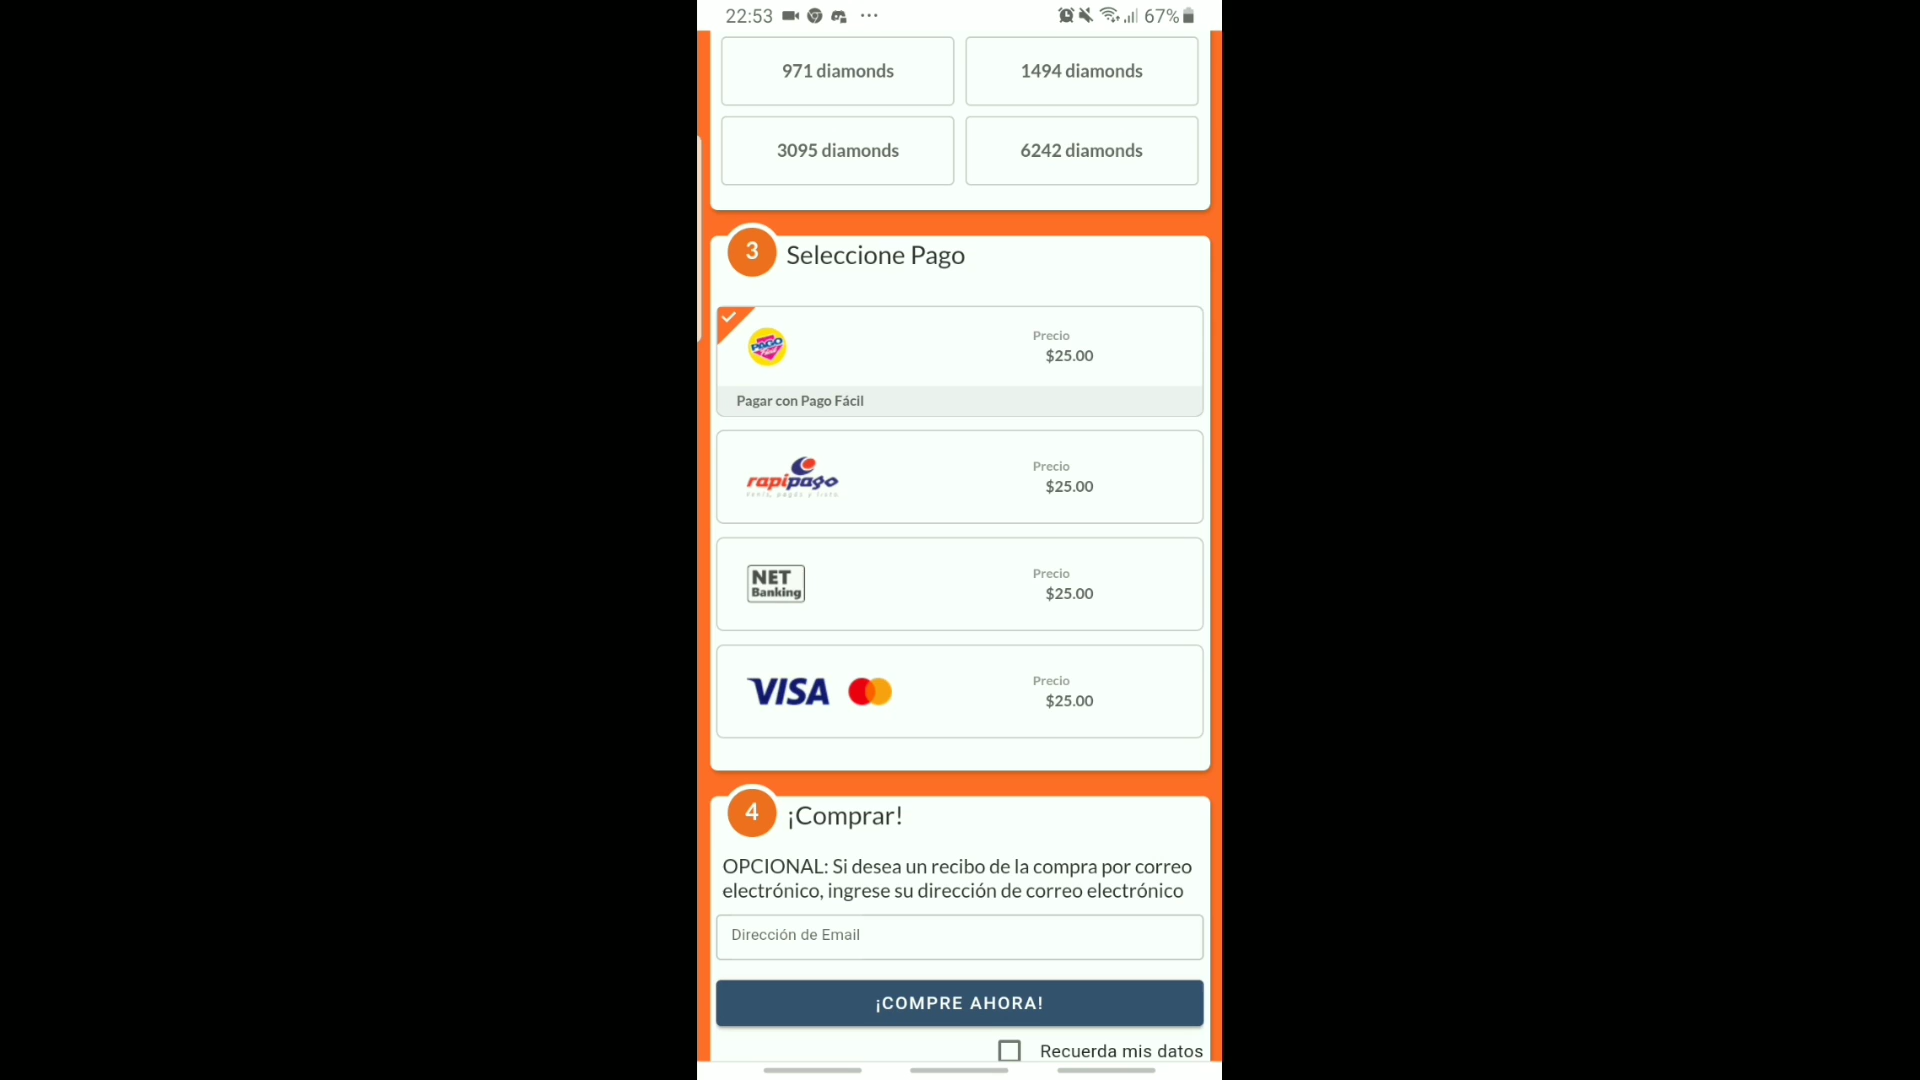 22:53 67%
971 diamonds 1494 diamonds
3095 diamonds 6242 diamonds
3 Seleccione Pago
PAGO
Precio
$25.00
Pagar con Pago Fácil
rapipago
Precio
$25.00
NET
Banking
Precio
$25.00
VISA
Precio
$25.00
4 ¡Comprar!
OPCIONAL: Si desea un recibo de la compra por correo
electrónico, ingrese su dirección de correo electrónico
Dirección de Email
¡COMPRE AHORA!
Recuerda mis datos